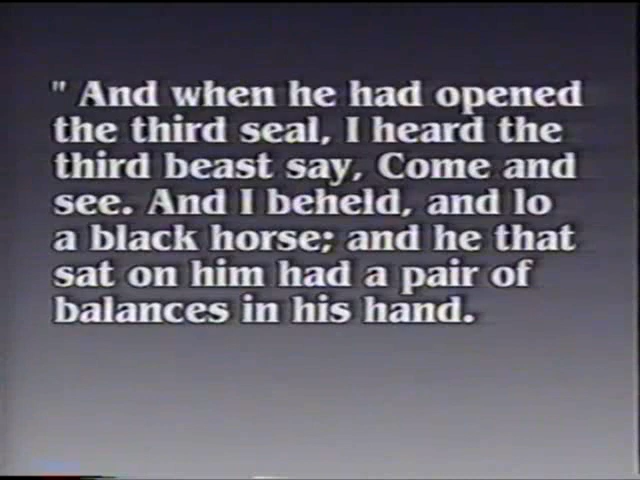 " And when he had opened
the third seal, I heard the
third beast say, Come and
see. And I beheld, and lo
a black horse; and he that
sat on him had a pair of
balances in his hand.